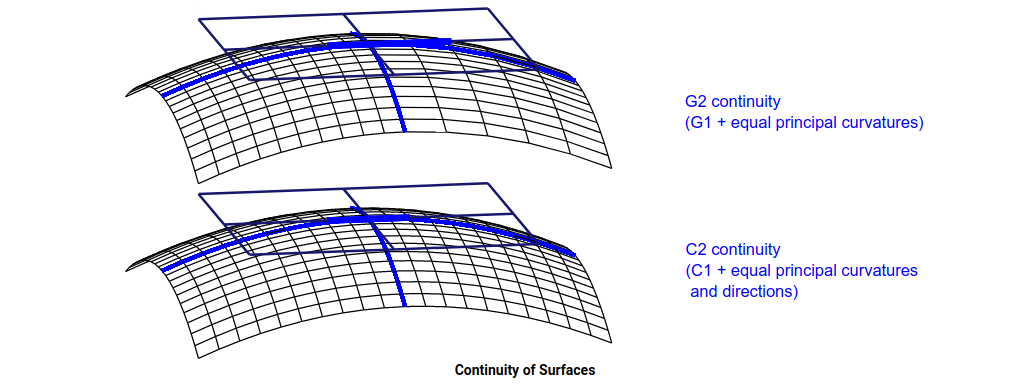 G2 continuity
(G1 + equal principal curvatures)
C2 continuity
(C1 + equal principal curvatures
and directions)
Continuity of Surfaces